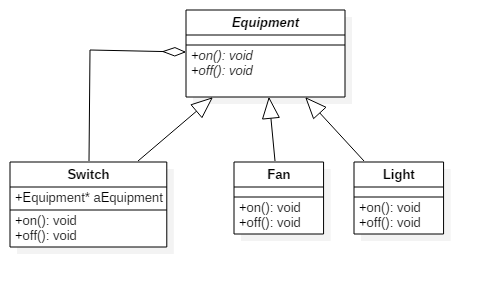 Equipment
+on(): void
+off(): void
Switch
+Equipment* aEquipment
+on(): void
+off(): void
Fan
+on(): void
+off(): void
Light
+on(): void
+off(): void